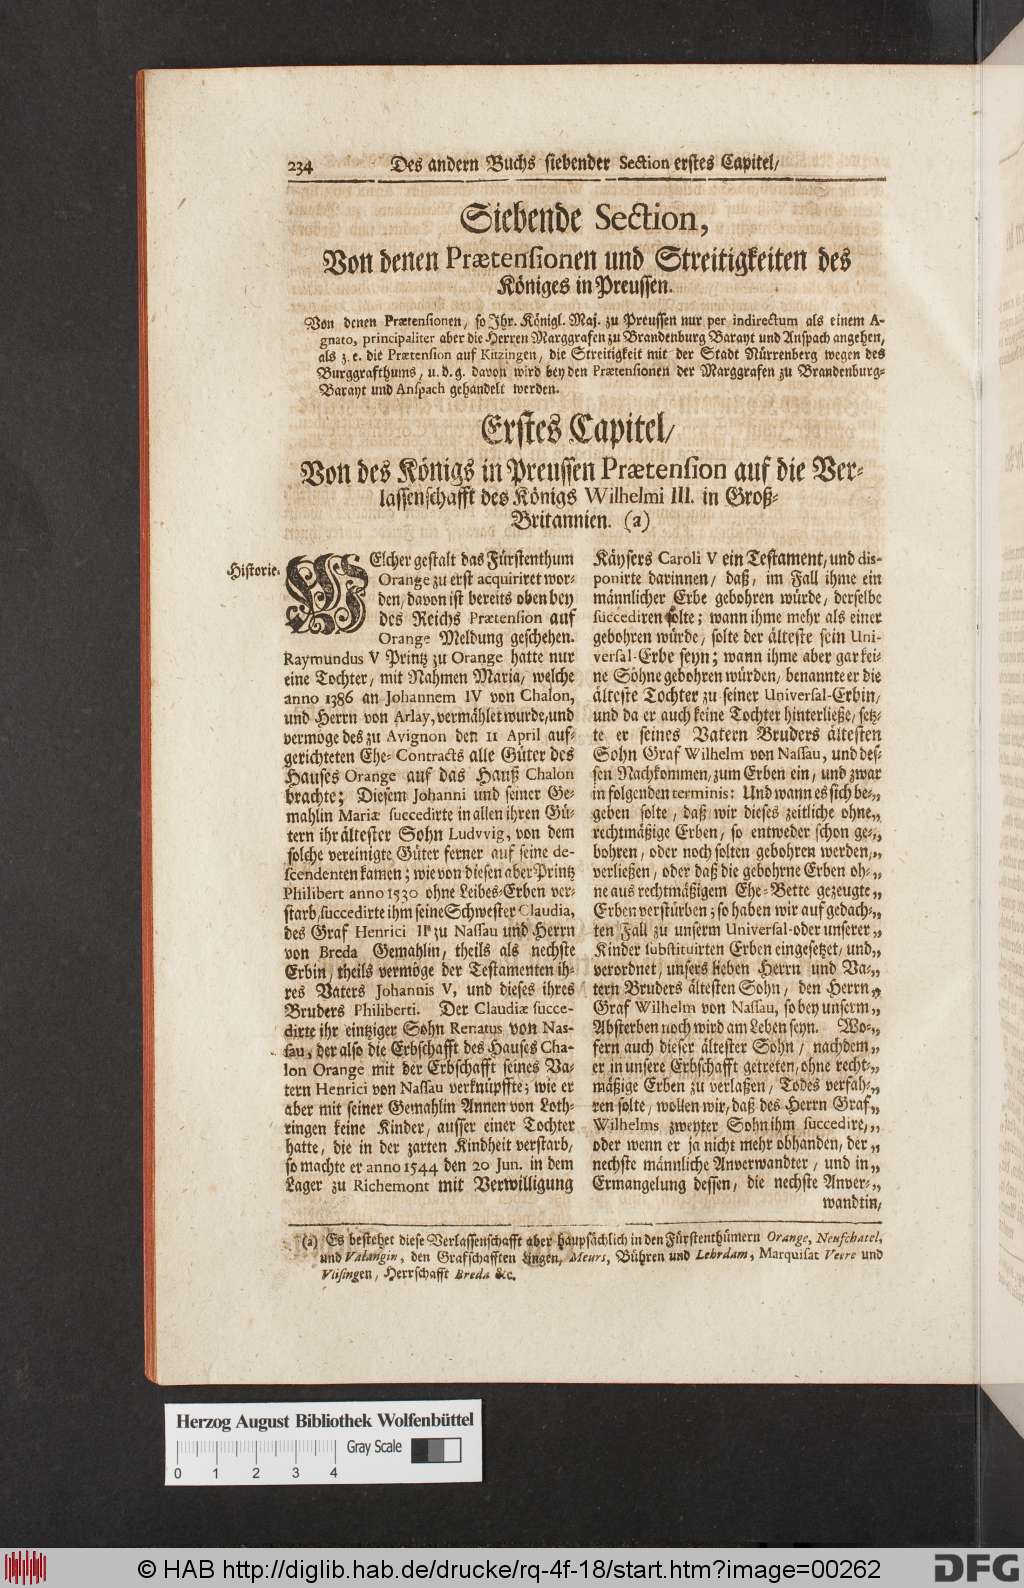 234 Des andern Buchs siebender Section erstes Capitel/
Siebende Section,
Von denen Prætensionen und Streitigkeiten des
Königes in Preussen.
Von denen Prætensionen, so Ihr. Königl. Maj. zu Preussen nur per indirectum als einem A-
gnato, principaliter aber die Herren Marggrafen zu Brandenburg Barayt und Anspach angehen,
als z. e. die Prætension auf Kitzingen, die Streitigkeit mit der Stadt Nürrenberg wegen des
Burggrafthums, u. d. g. davon wird bey den Prætensionen der Marggrafen zu Brandenburg-
Barayt und Anspach gehandelt werden.
Erstes Capitel/
Von des Königs in Preussen Prætension auf die Ver-
lassenschafft des Königs Wilhelmi III. in Groß-
Britannien. (a)
Historie.
WElcher gestalt das Fürstenthum
Orange zu erst acquiriret wor-
den, davon ist bereits oben bey
des Reichs Prætension auf
Orange Meldung geschehen.
Raymundus V Printz zu Orange hatte nur
eine Tochter, mit Nahmen Maria, welche
anno 1386 an Johannem IV von Chalon,
und Herrn von Arlay, vermählet wurde, und
vermöge des zu Avignon den 11 April auf-
gerichteten Ehe-Contracts alle Güter des
Hauses Orange auf das Hauß Chalon
brachte; Diesem Johanni und seiner Ge-
mahlin Mariæ succedirte in allen ihren Gü-
tern ihr ältester Sohn Ludvvig, von dem
solche vereinigte Güter ferner auf seine de-
scendenten kamen; wie von diesen aber Printz
Philibert anno 1530 ohne Leibes-Erben ver-
starb, succedirte ihm seine Schwester Claudia,
des Graf Henrici II zu Nassau und Herrn
von Breda Gemahlin, theils als nechste
Erbin, theils vermöge der Testamenten ih-
res Vaters Johannis V, und dieses ihres
Bruders Philiberti. Der Claudiæ succe-
dirte ihr eintziger Sohn Renatus von Nas-
sau, der also die Erbschafft des Hauses Cha-
lon Orange mit der Erbschafft seines Va-
tern Henrici von Nassau verknüpffte; wie er
aber mit seiner Gemahlin Annen von Loth-
ringen keine Kinder, ausser einer Tochter
hatte, die in der zarten Kindheit verstarb,
so machte er anno 1544 den 20 Jun. in dem
Lager zu Richemont mit Verwilligung
Käysers Caroli V ein Testament, und dis-
ponirte darinnen, daß, im Fall ihme ein
männlicher Erbe gebohren würde, derselbe
succediren solte; wann ihme mehr als einer
gebohren würde, solte der älteste sein Uni-
versal-Erbe seyn; wann ihme aber gar kei-
ne Söhne gebohren würden, benannte er die
älteste Tochter zu seiner Universal-Erbin,
und da er auch keine Tochter hinterließe, setz-
te er seines Vatern Bruders ältesten
Sohn Graf Wilhelm von Nassau, und des-
sen Nachkommen, zum Erben ein, und zwar
in folgenden terminis: Und wann es sich be-„
geben solte, daß wir dieses zeitliche ohne„
rechtmäßige Erben, so entweder schon ge-„
bohren, oder noch solten gebohren werden,„
verließen, oder daß die gebohrne Erben oh-„
ne aus rechtmäßigem Ehe-Bette gezeugte„
Erben verstürben; so haben wir auf gedach-„
ten Fall zu unserm Universal-oder unserer„
Kinder substituirten Erben eingesetzet, und„
verordnet, unsers lieben Herrn und Va-„
tern Bruders ältesten Sohn, den Herrn„
Graf Wilhelm von Nassau, so bey unserm„
Absterben noch wird am Leben seyn. Wo-„
fern auch dieser ältester Sohn, nachdem„
er in unsere Erbschafft getreten, ohne recht-„
mäßige Erben zu verlaßen, Todes verfah-„
ren solte, wollen wir, daß des Herrn Graf„
Wilhelms zweyter Sohn ihm succedire,„
oder wenn er ja nicht mehr obhanden, der„
nechste männliche Anverwandter, und in„
Ermangelung dessen, die nechste Anver-„
wandtin,
(a) Es bestehet diese Verlassenschafft aber haupsächlich in den Fürstenthümern Orange, Neufchatel,
und Valangin, den Grafschafften Lingen, Meurs, Bühren und Lehrdam, Marquisat Veere und
Vlisingen, Herrschafft Breda &c.
Herzog August Bibliothek Wolfenbüttel
Gray Scale
0 1 2 3 4
© HAB http://diglib.hab.de/drucke/rq-4f-18/start.htm?image=00262
DFG